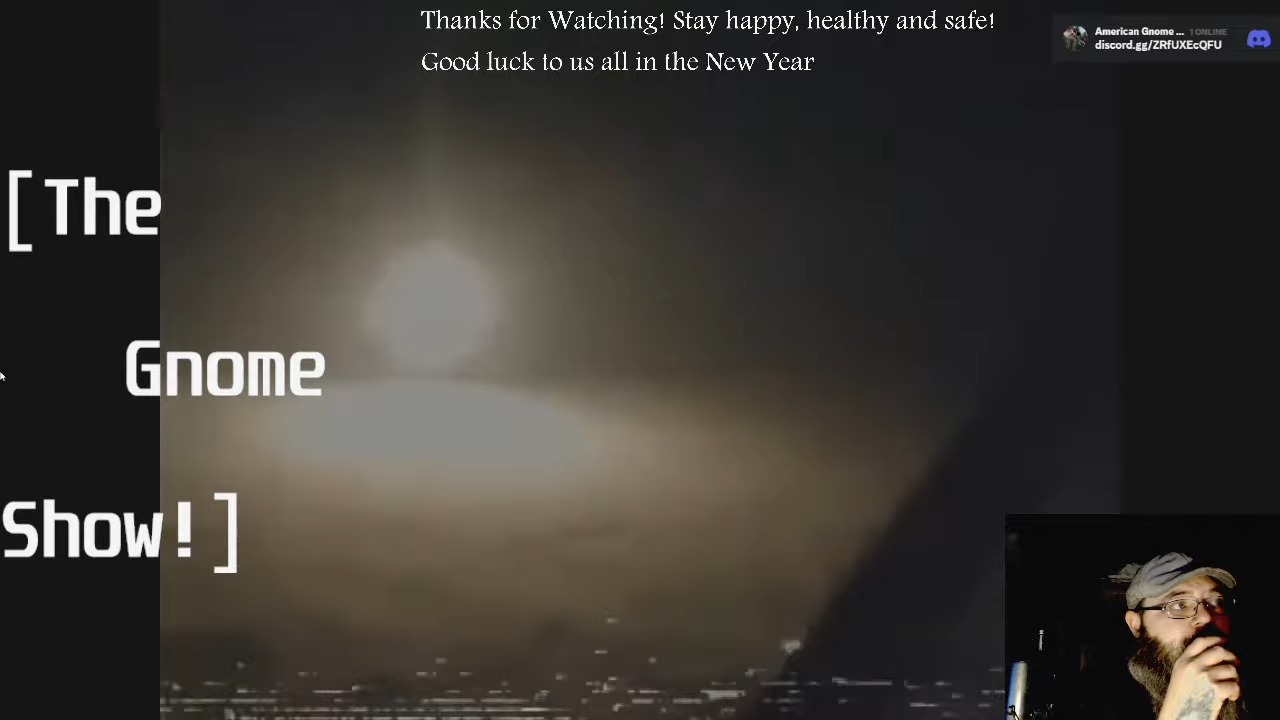 Thanks for Watching! Stay happy, healthy and safe!
Good luck to us all in the New Year
American Gnome ... 1 ONLINE
discord.gg/ZRfUXEcQFU
[The
Gnome
Show!]